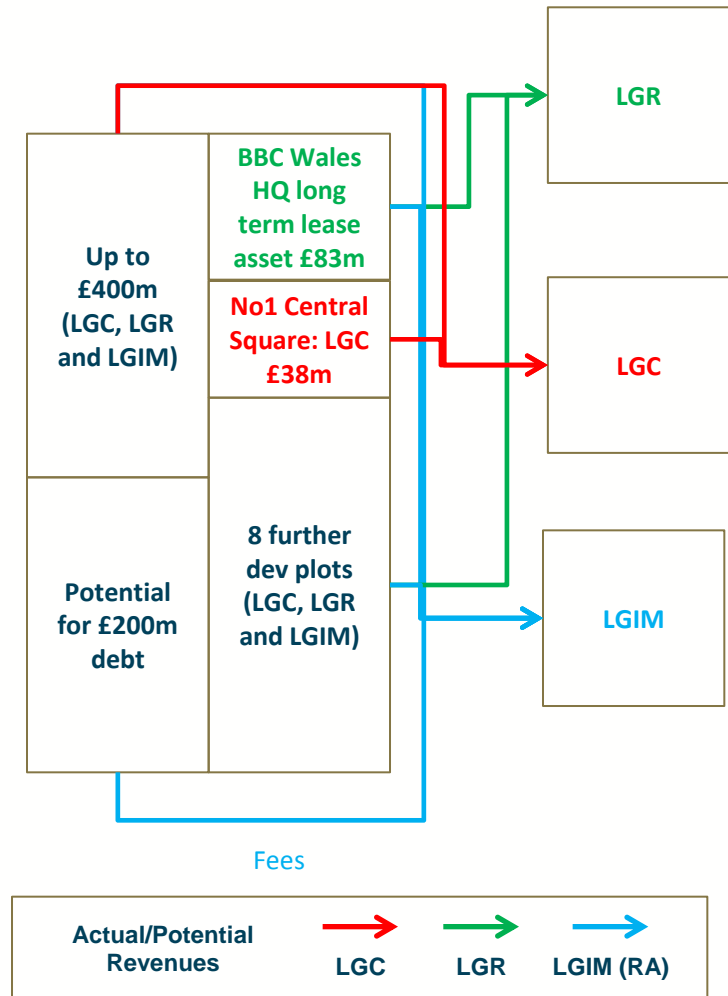 LGR
BBC Wales
HQ long
term lease
asset £83m
Up to
£400m
(LGC, LGR
and LGIM)
No1 Central
Square: LGC
£38m
LGC
8 further
dev plots
(LGC, LGR
and LGIM)
Potential
for £200m
debt
LGIM
Fees
Actual/Potential
Revenues
LGC
LGR
LGIM (RA)